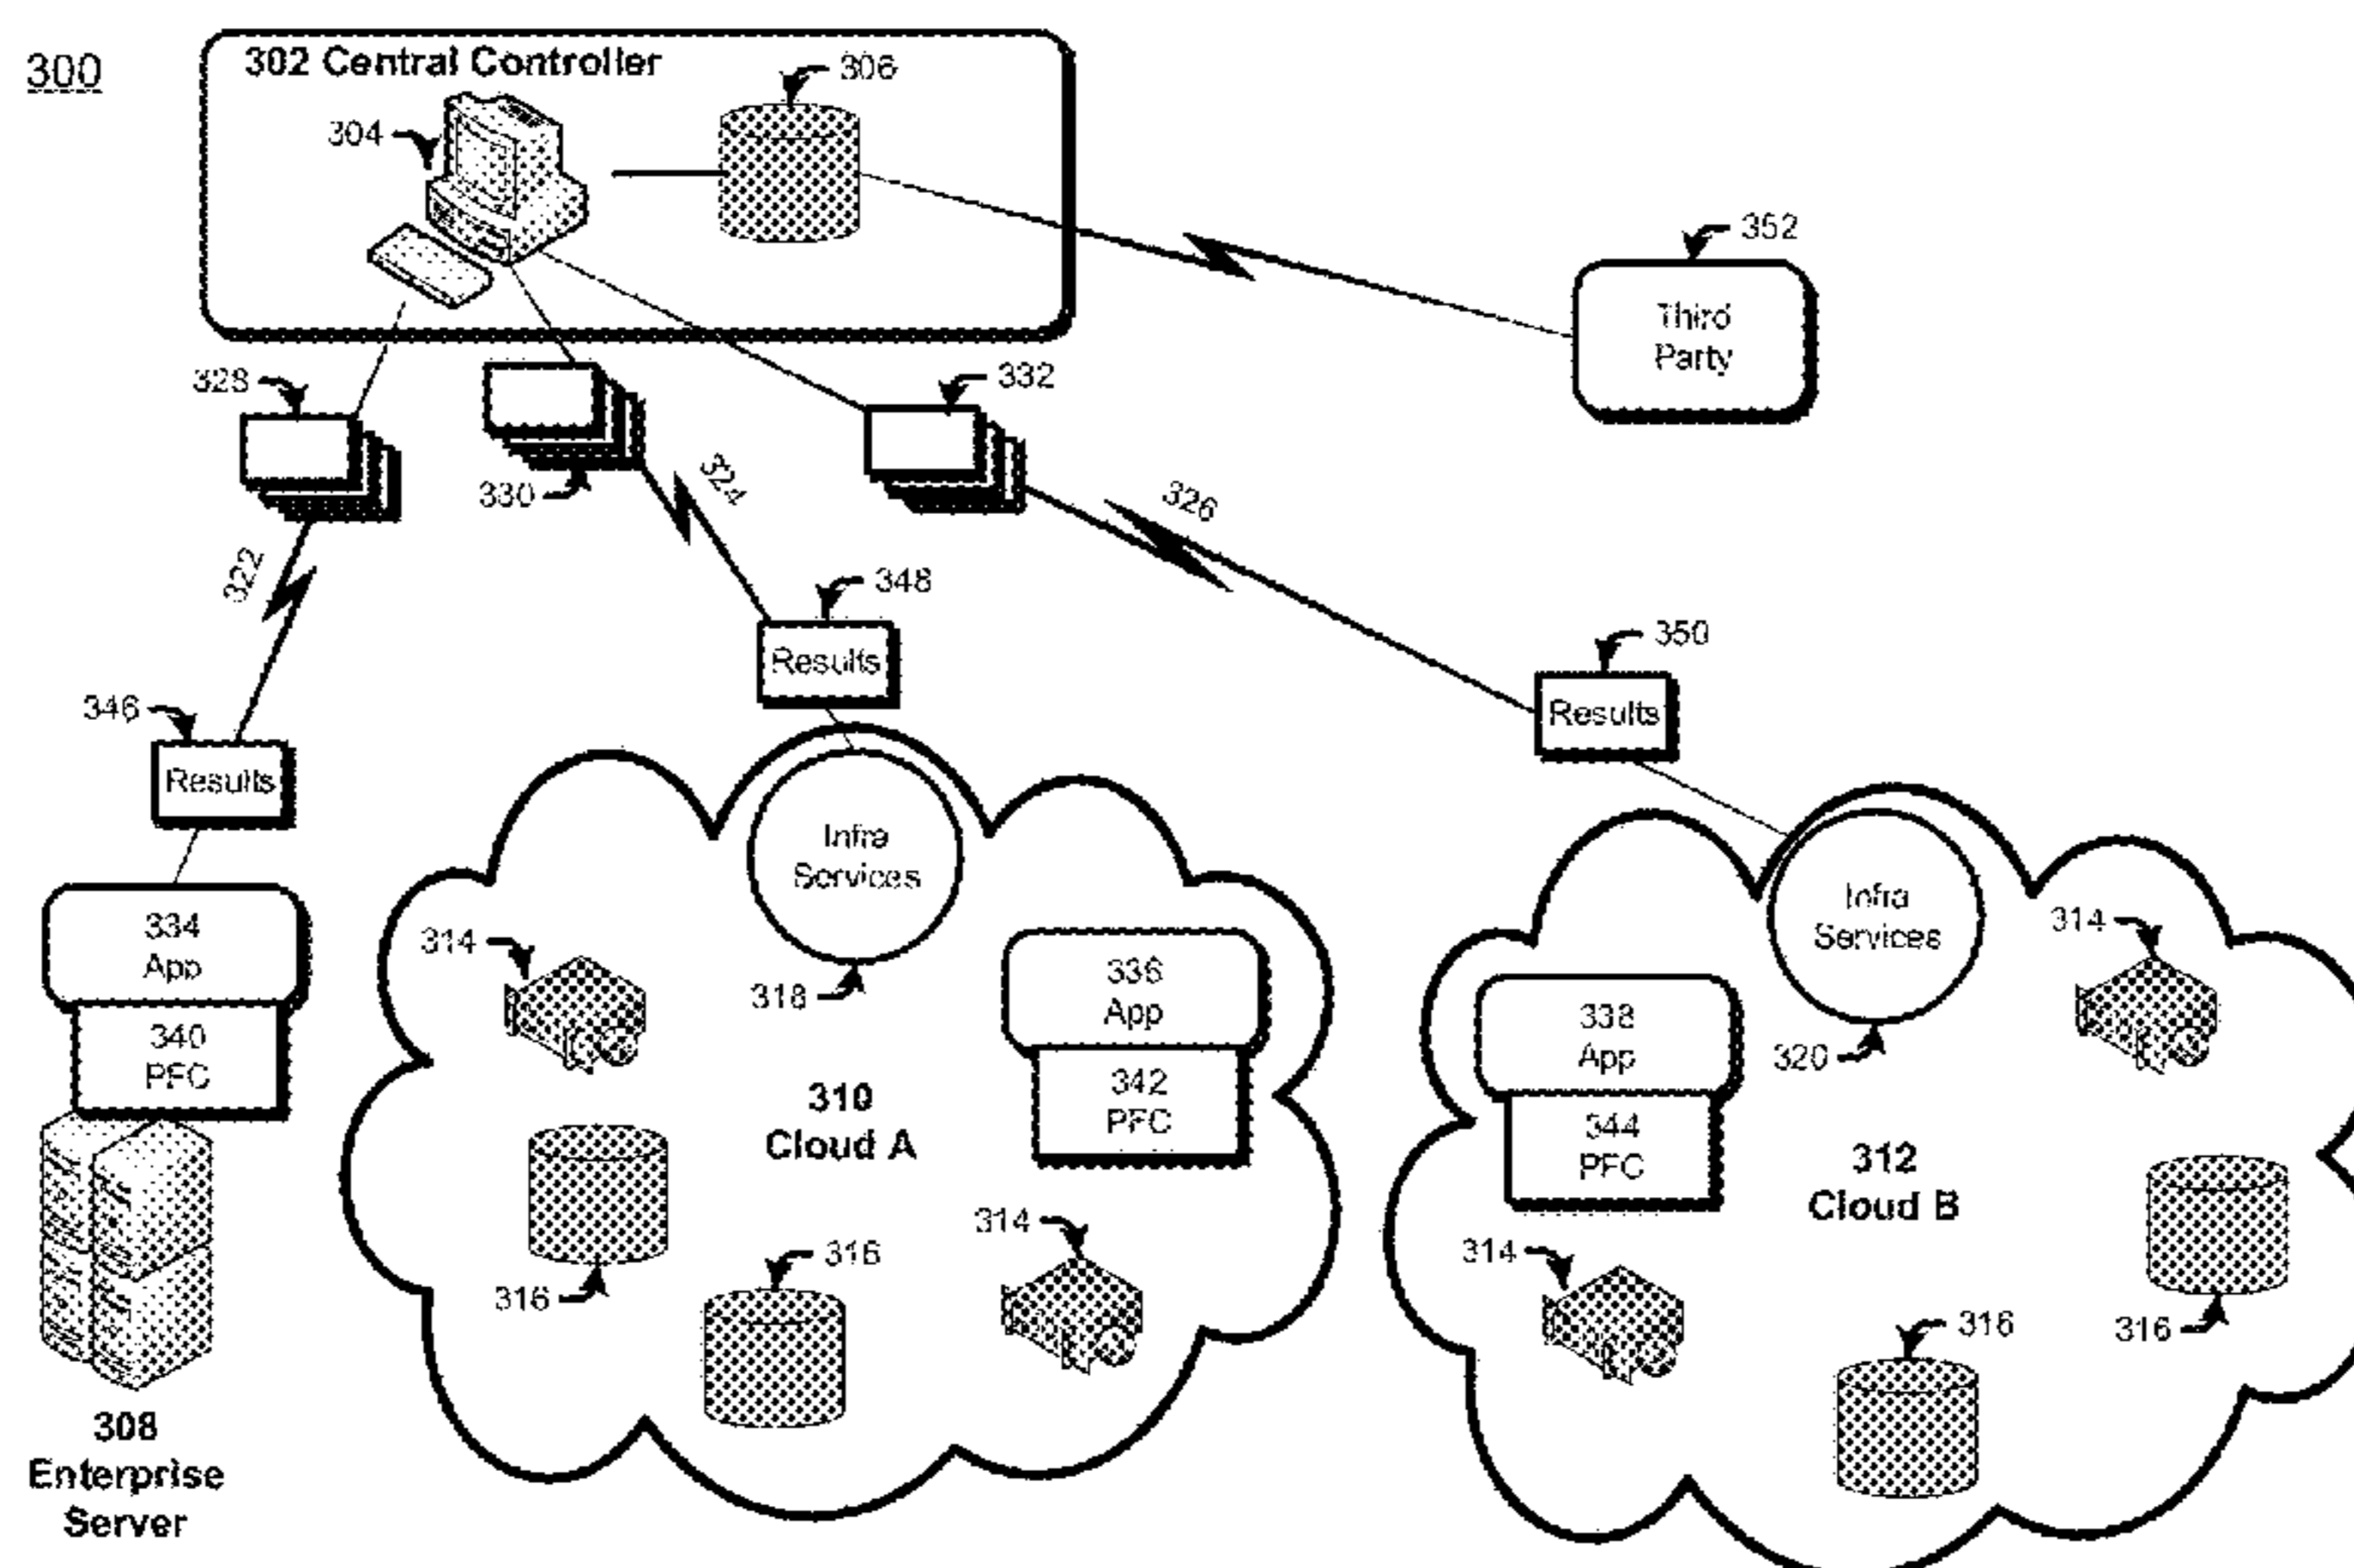 300
302 Central Controller
306
304
352
Third
Party
328
332
330
324
326
322
348
Results
350
Results
346
Results
Infra
Services
Infra
Services
334
App
314
336
App
314
318
338
App
320
340
PFC
342
PFC
310
Cloud A
344
PFC
312
Cloud B
314
314
316
316
316
316
308
Enterprise
Server